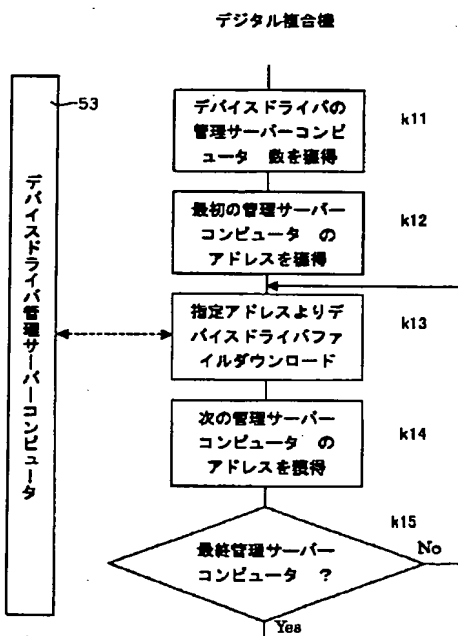 デジタル複合機
53
デバイスドライバ管理サーバーコンピュータ
デバイスドライバの
管理サーバーコンピ
ュータ 数を獲得
k11
最初の管理サーバー
コンピュータ の
アドレスを獲得
k12
指定アドレスよりデ
バイスドライバファ
イルダウンロード
k13
次の管理サーバー
コンピュータ の
アドレスを獲得
k14
k15
最終管理サーバー
コンピュータ ?
No
Yes